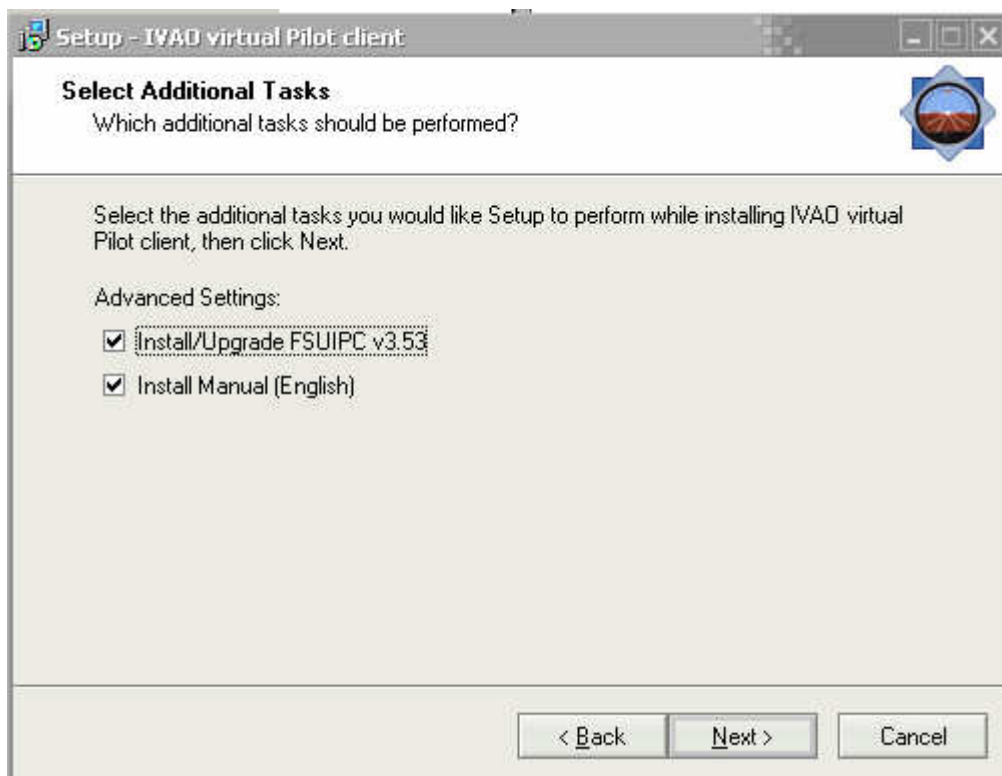 Setup - IVAO virtual Pilot client
Select Additional Tasks
Which additional tasks should be performed?
Select the additional tasks you would like Setup to perform while installing IVAO virtual
Pilot client, then click Next.
Advanced Settings:
Install/Upgrade FSUIPC v3.53
Install Manual (English)
< Back
Next >
Cancel